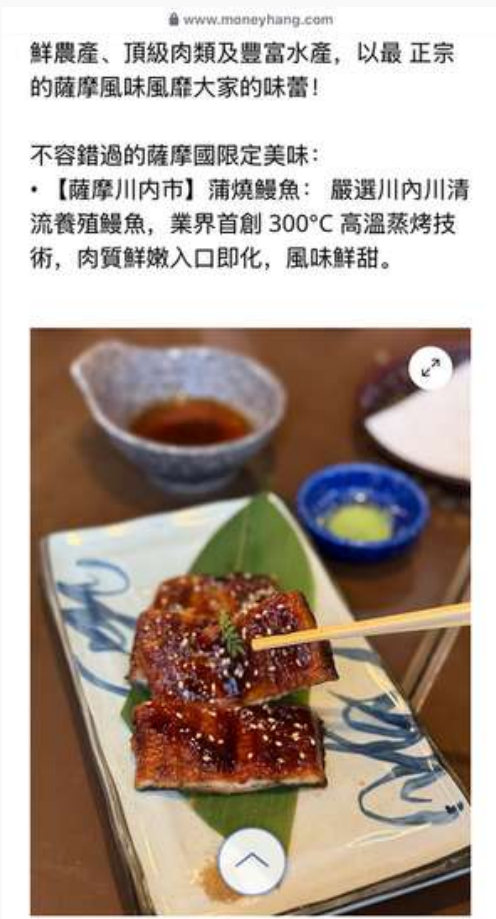 www.moneyhang.com
鮮農產、頂級肉類及豐富水產，以最 正宗
的薩摩風味風靡大家的味蕾！
不容錯過的薩摩國限定美味：
• 【薩摩川内市】蒲燒鰻魚： 嚴選川內川清
流養殖鰻魚，業界首創 300°C 高溫蒸烤技
術，肉質鮮嫩入口即化，風味鮮甜。